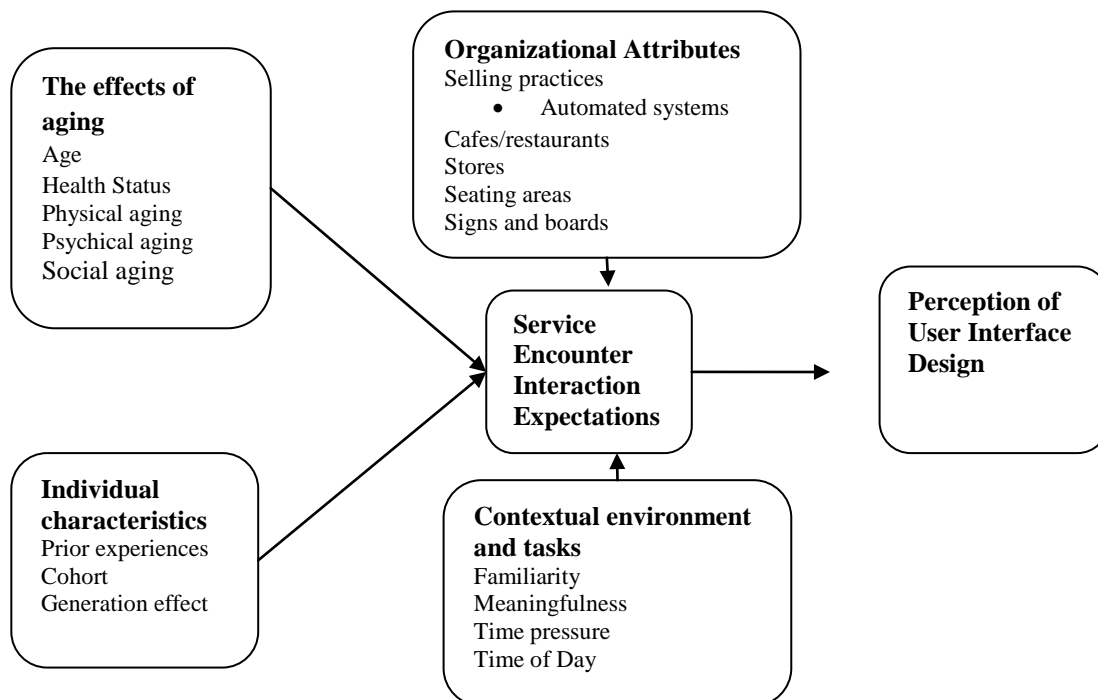 The effects of
aging
Age
Health Status
Physical aging
Psychical aging
Social aging
Organizational Attributes
Selling practices
• Automated systems
Cafes/restaurants
Stores
Seating areas
Signs and boards
Service
Encounter
Interaction
Expectations
Perception of
User Interface
Design
Individual
characteristics
Prior experiences
Cohort
Generation effect
Contextual environment
and tasks
Familiarity
Meaningfulness
Time pressure
Time of Day